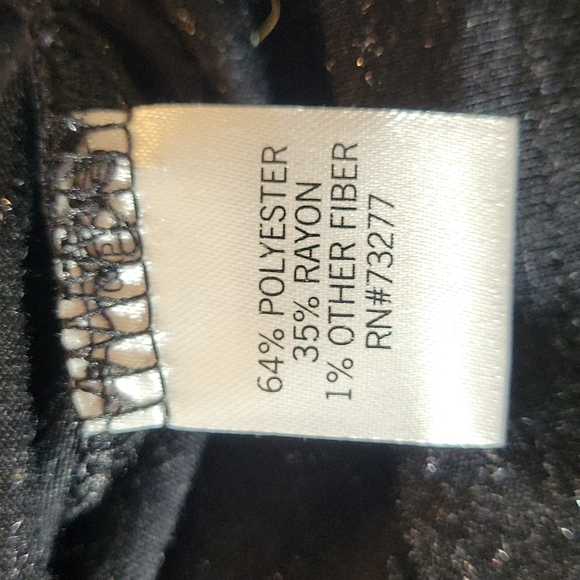 64% POLYESTER
35% RAYON
1% OTHER FIBER
RN#73277